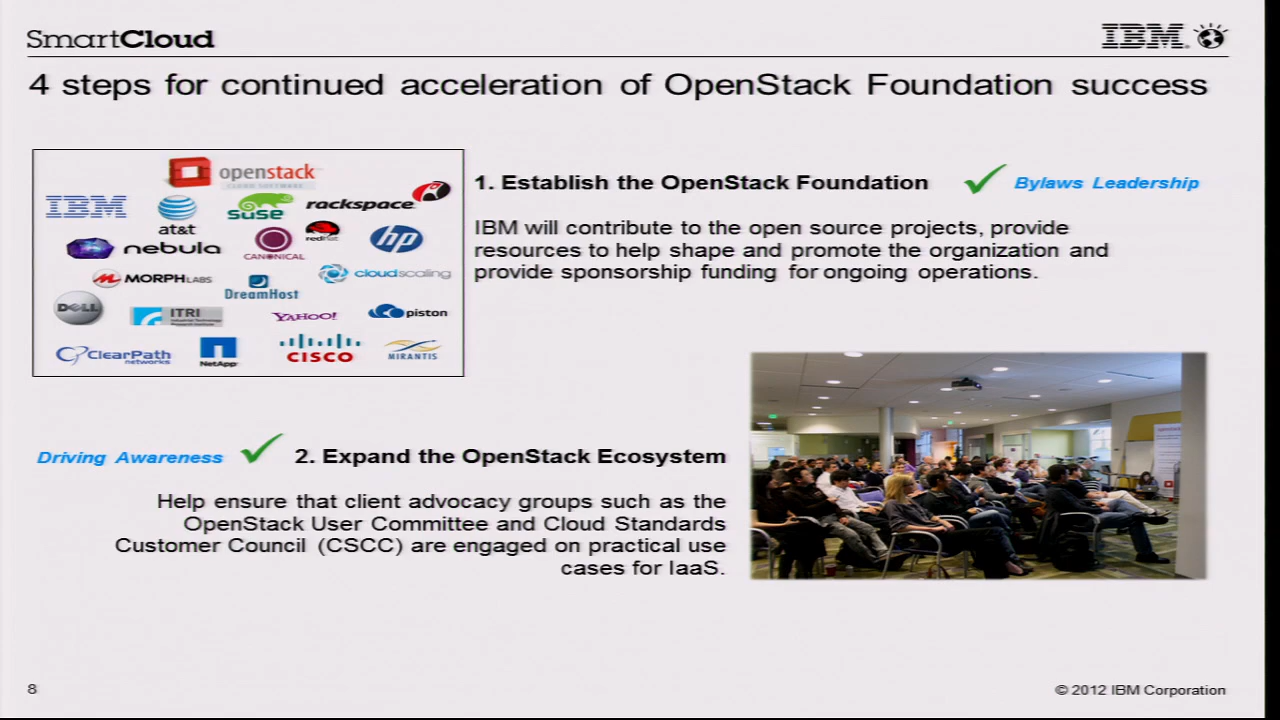 SmartCloud
IBM
4 steps for continued acceleration of OpenStack Foundation success
openstack
CLOUD SOFTWARE
IBM
at&t
suse
rackspace
nebula
CANONICAL
redhat
hp
MORPHLABS
DreamHost
cloudscaling
DELL
ITRI
Industrial Technology
Research Institute
YAHOO!
piston
ClearPath
networks
NetApp
CISCO
MIRANTIS
1. Establish the OpenStack Foundation
Bylaws Leadership
IBM will contribute to the open source projects, provide
resources to help shape and promote the organization and
provide sponsorship funding for ongoing operations.
Driving Awareness
2. Expand the OpenStack Ecosystem
Help ensure that client advocacy groups such as the
OpenStack User Committee and Cloud Standards
Customer Council (CSCC) are engaged on practical use
cases for IaaS.
8
© 2012 IBM Corporation